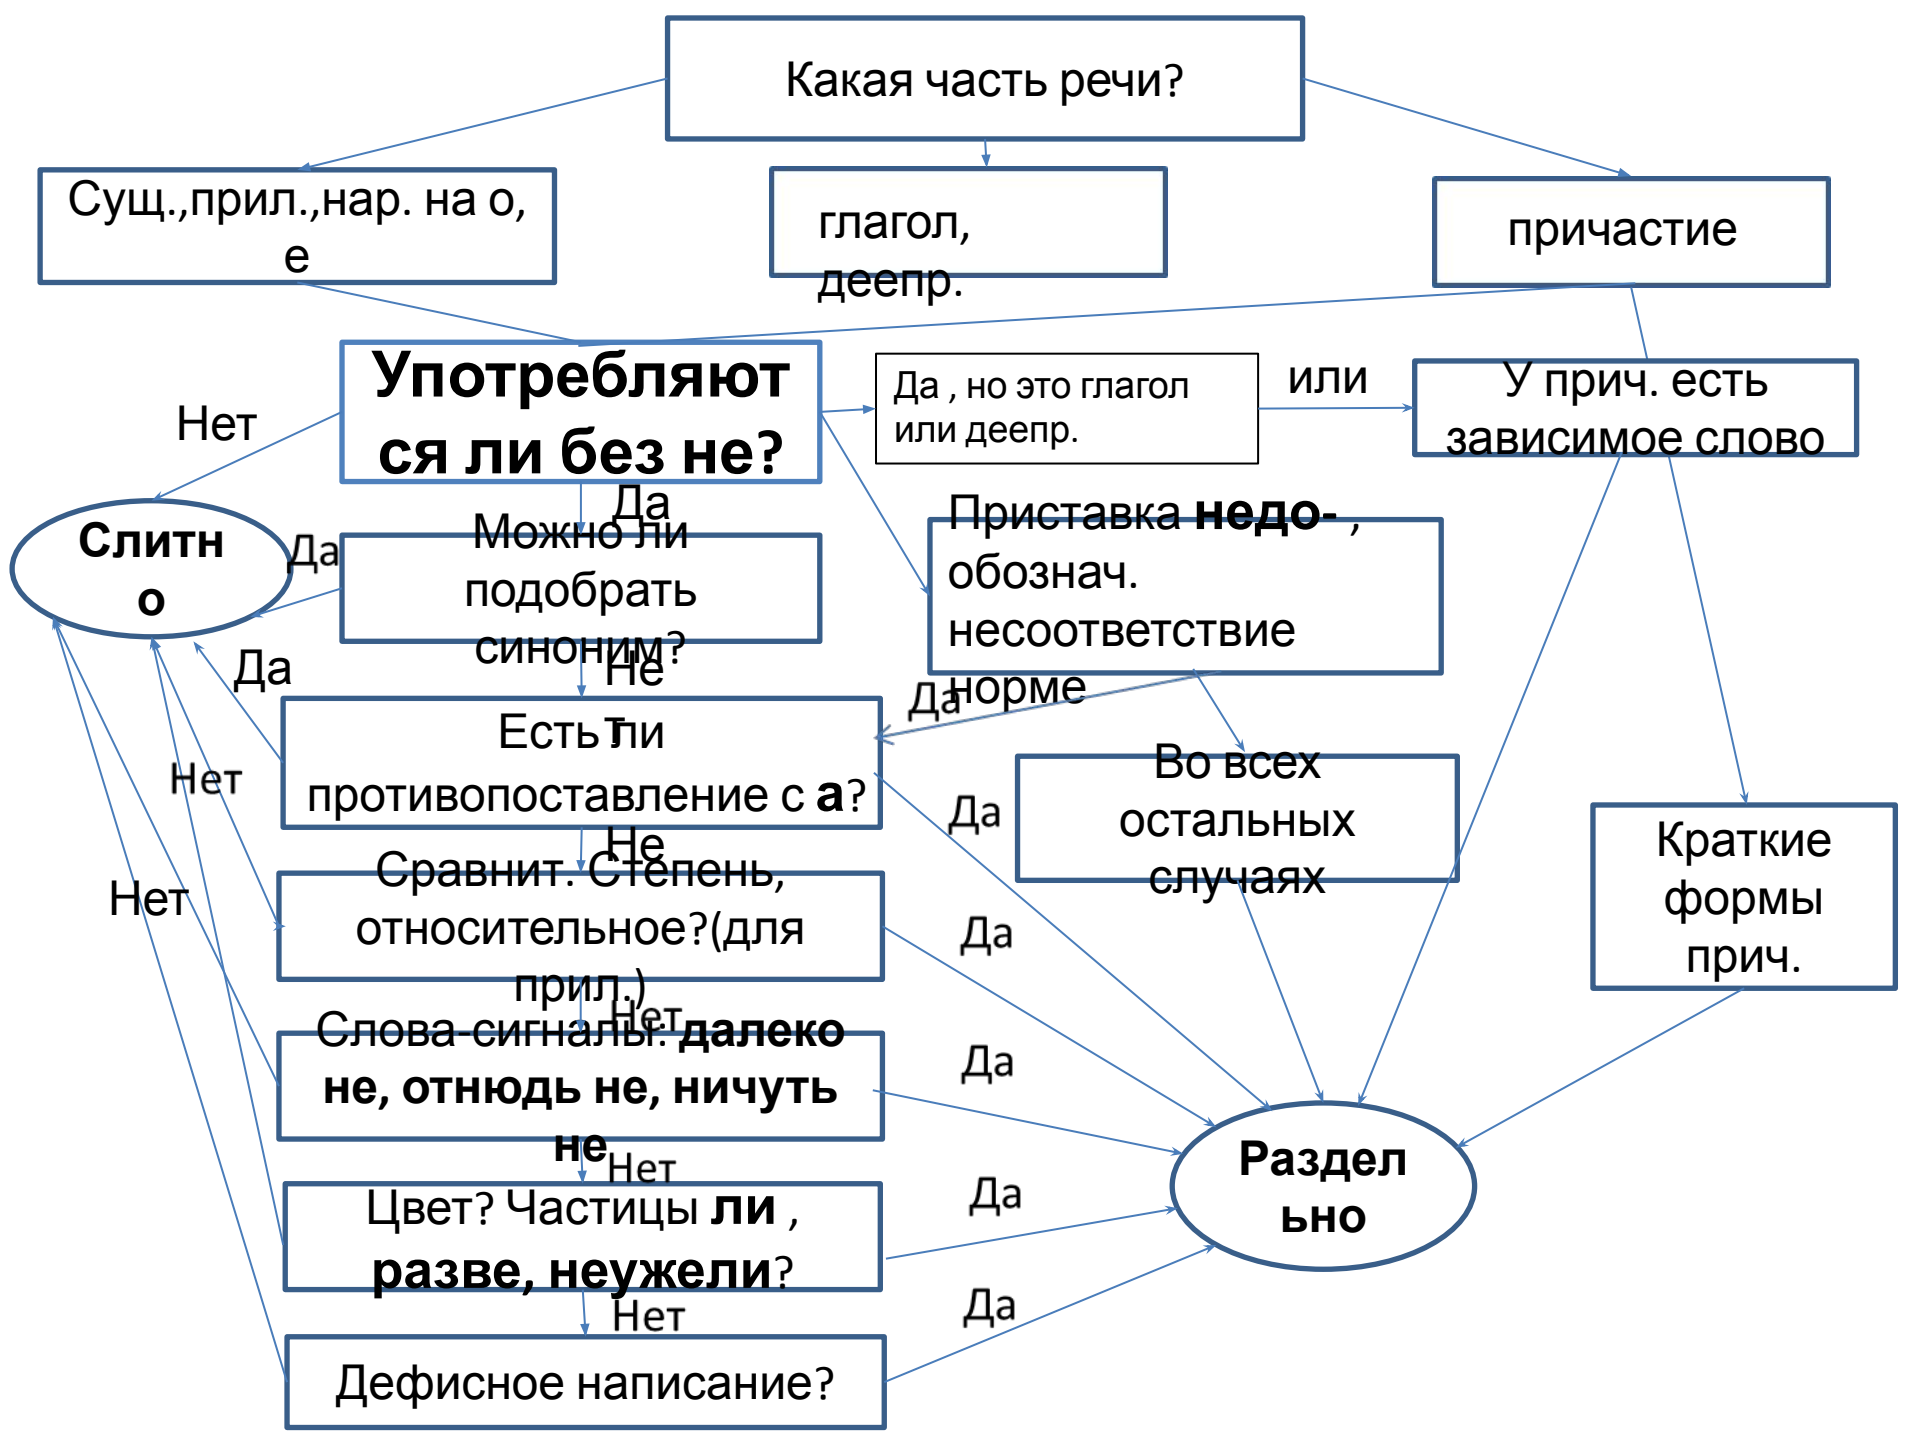 Какая часть речи?
Сущ.,прил.,нар. на о,
е
глагол,
деепр.
причастие
Употребляют
ся ли без не?
Да , но это глагол
или деепр.
или
У прич. есть
зависимое слово
Нет
Да
Слитн
о
Да
Можно ли
подобрать
синоним?
Приставка недо- ,
обознач.
несоответствие
норме
Да
Не
т
Да
Есть ли
противопоставление с а?
Нет
Да
Во всех
остальных
случаях
Краткие
формы
прич.
Не
Сравнит. Степень,
относительное?(для
прил.)
Нет
Да
Нет
Слова-сигналы: далеко
не, отнюдь не, ничуть
не
Да
Нет
Цвет? Частицы ли ,
разве, неужели?
Да
Раздел
ьно
Нет
Да
Дефисное написание?